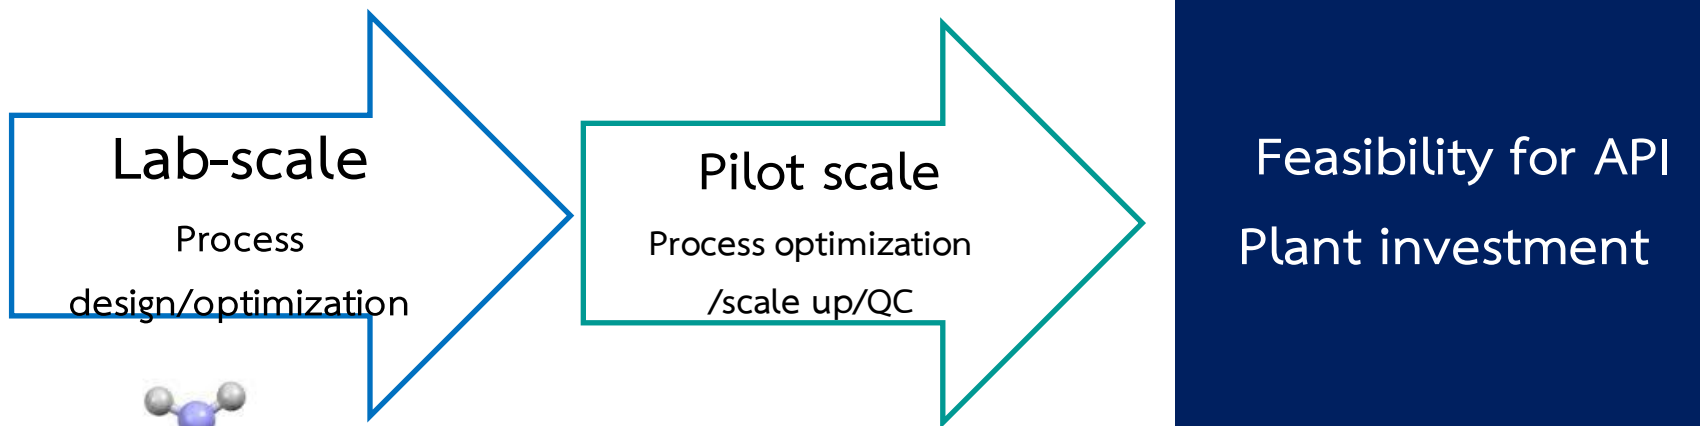 Lab-scale
Process
design/optimization
Pilot scale
Process optimization
/scale up/QC
Feasibility for API
Plant investment